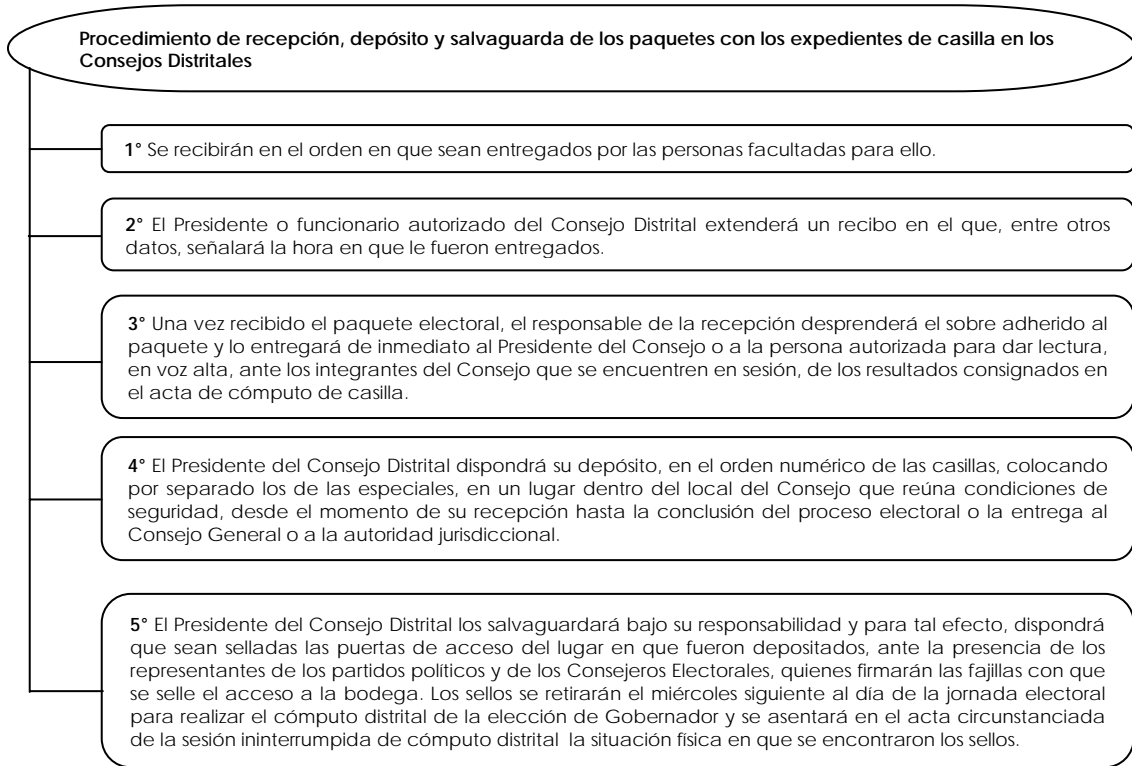 Procedimiento de recepción, depósito y salvaguarda de los paquetes con los expedientes de casilla en los
Consejos Distritales
1° Se recibirán en el orden en que sean entregados por las personas facultadas para ello.
2° El Presidente o funcionario autorizado del Consejo Distrital extenderá un recibo en el que, entre otros
datos, señalará la hora en que le fueron entregados.
3° Una vez recibido el paquete electoral, el responsable de la recepción desprenderá el sobre adherido al
paquete y lo entregará de inmediato al Presidente del Consejo o a la persona autorizada para dar lectura,
en voz alta, ante los integrantes del Consejo que se encuentren en sesión, de los resultados consignados en
el acta de cómputo de casilla.
4° El Presidente del Consejo Distrital dispondrá su depósito, en el orden numérico de las casillas, colocando
por separado los de las especiales, en un lugar dentro del local del Consejo que reúna condiciones de
seguridad, desde el momento de su recepción hasta la conclusión del proceso electoral o la entrega al
Consejo General o a la autoridad jurisdiccional.
5° El Presidente del Consejo Distrital los salvaguardará bajo su responsabilidad y para tal efecto, dispondrá
que sean selladas las puertas de acceso del lugar en que fueron depositados, ante la presencia de los
representantes de los partidos políticos y de los Consejeros Electorales, quienes firmarán las fajillas con que
se selle el acceso a la bodega. Los sellos se retirarán el miércoles siguiente al día de la jornada electoral
para realizar el cómputo distrital de la elección de Gobernador y se asentará en el acta circunstanciada
de la sesión ininterrumpida de cómputo distrital la situación física en que se encontraron los sellos.